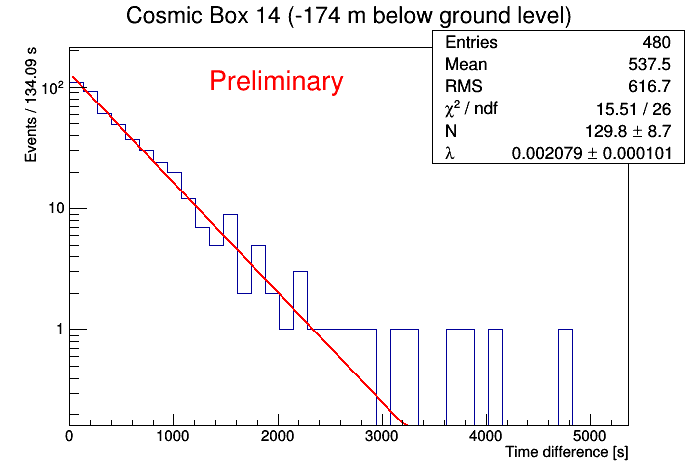 Cosmic Box 14 (-174 m below ground level)
Entries 480
Mean 537.5
RMS 616.7
χ² / ndf 15.51 / 26
N 129.8 ± 8.7
λ 0.002079 ± 0.000101
Preliminary
Events / 134.09 s
10²
10
1
0 1000 2000 3000 4000 5000
Time difference [s]